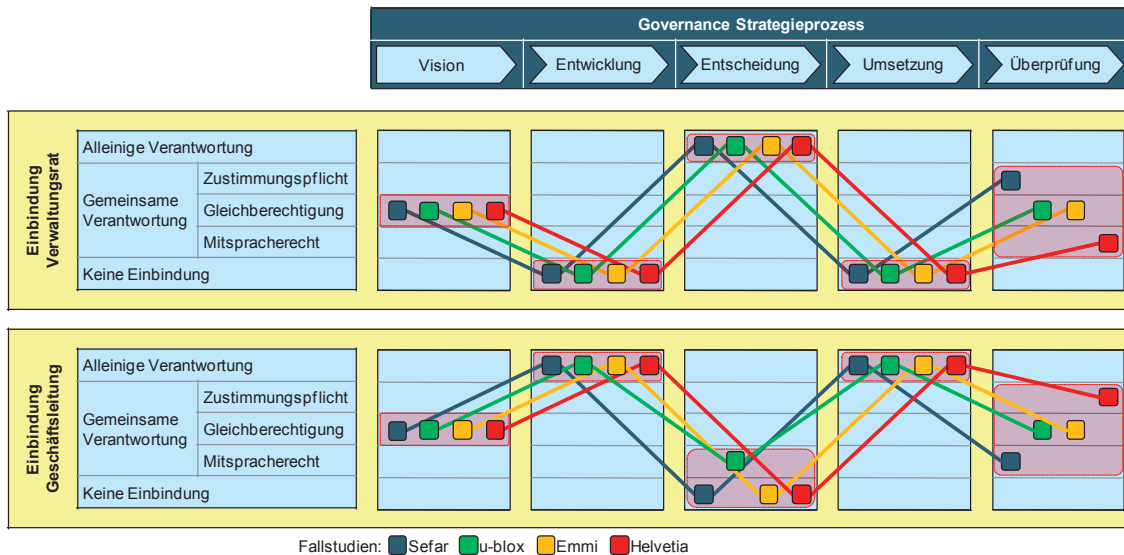 Governance Strategieprozess
Vision
Entwicklung
Entscheidung
Umsetzung
Überprüfung
Einbindung
Verwaltungsrat
Alleinige Verantwortung
Gemeinsame
Verantwortung
Zustimmungspflicht
Gleichberechtigung
Mitspracherecht
Keine Einbindung
Einbindung
Geschäftsleitung
Alleinige Verantwortung
Gemeinsame
Verantwortung
Zustimmungspflicht
Gleichberechtigung
Mitspracherecht
Keine Einbindung
Fallstudien: Sefar u-blox Emmi Helvetia